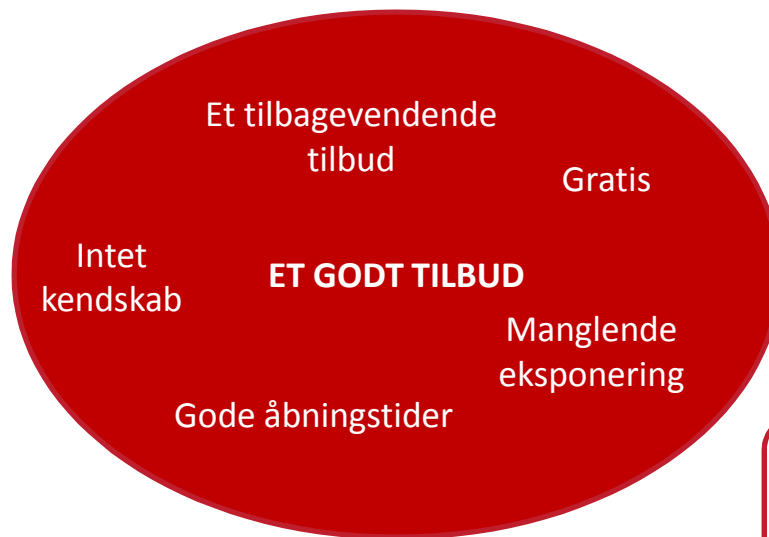 Et tilbagevendende
tilbud
Gratis
Intet
kendskab
ET GODT TILBUD
Manglende
eksponering
Gode åbningstider